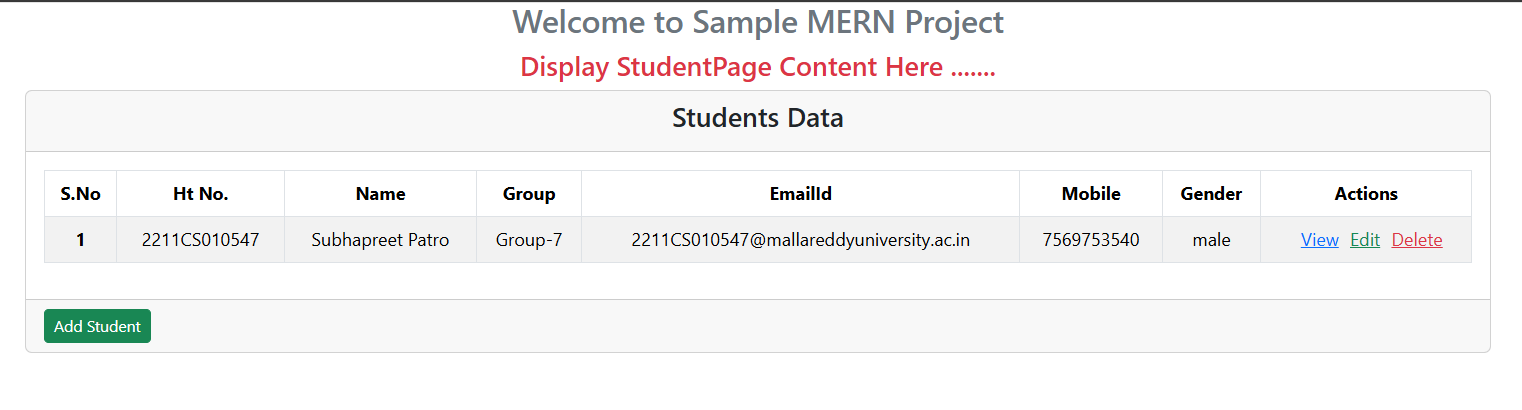 Welcome to Sample MERN Project
Display StudentPage Content Here .......
Students Data
S.No Ht No. Name Group EmailId Mobile Gender Actions
1 2211CS010547 Subhapreet Patro Group-7 2211CS010547@mallareddyuniversity.ac.in 7569753540 male View Edit Delete
Add Student